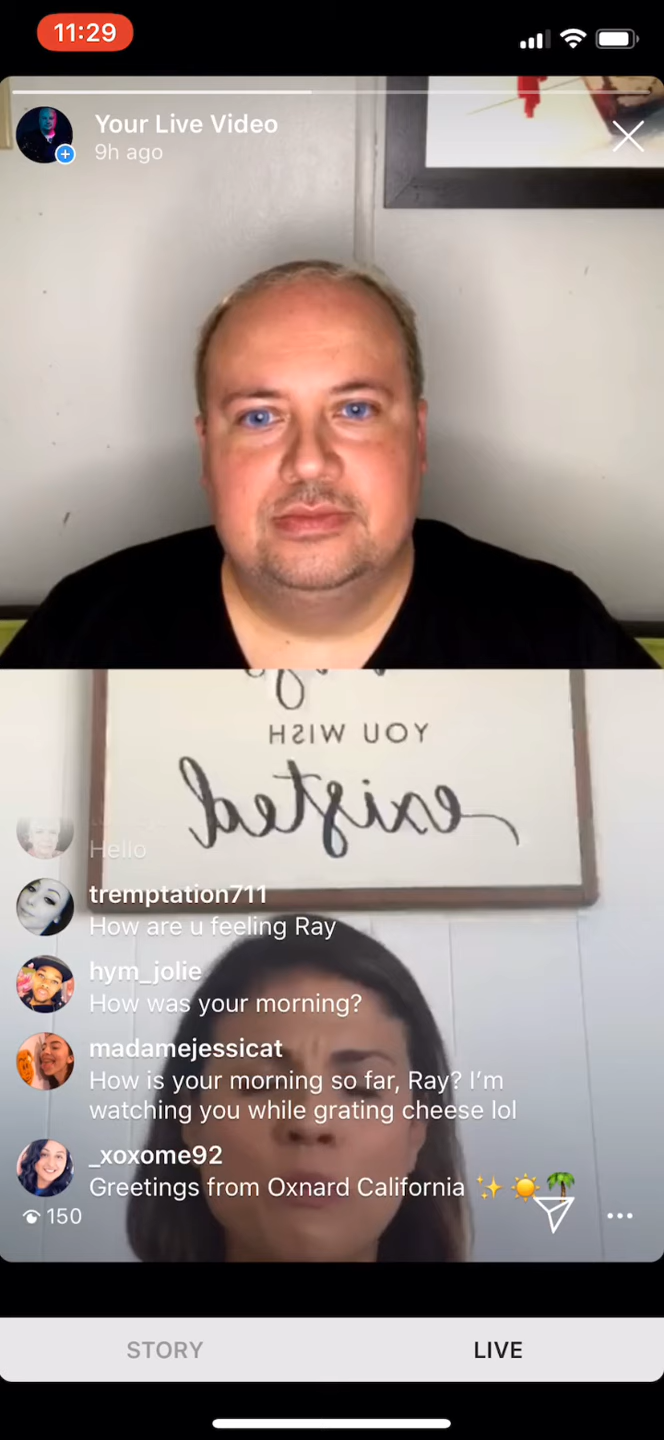 11:29
Your Live Video
9h ago
YOU WISH
existed
Hello
tremptation711
How are u feeling Ray
hym_jolie
How was your morning?
madamejessicat
How is your morning so far, Ray? I’m
watching you while grating cheese lol
_xoxome92
Greetings from Oxnard California ✨ ☀️ 🌴
150
STORY
LIVE